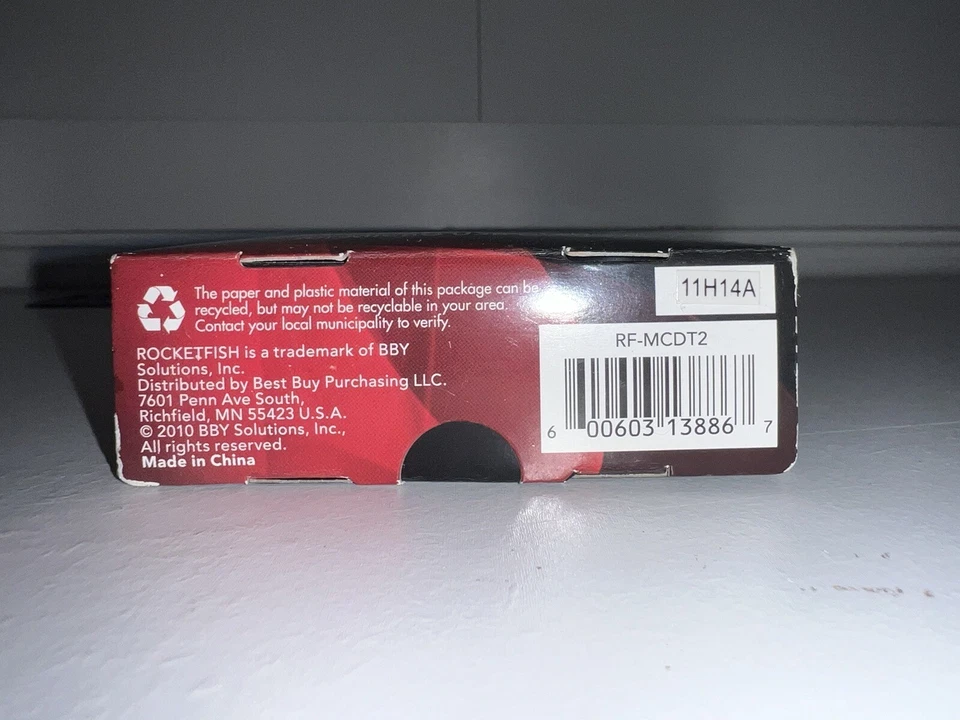 The paper and plastic material of this package can be
recycled, but may not be recyclable in your area.
Contact your local municipality to verify.
ROCKETFISH is a trademark of BBY
Solutions, Inc.
Distributed by Best Buy Purchasing LLC.
7601 Penn Ave South,
Richfield, MN 55423 U.S.A.
© 2010 BBY Solutions, Inc.,
All rights reserved.
Made in China
11H14A
RF-MCDT2
6 00603 13886 7